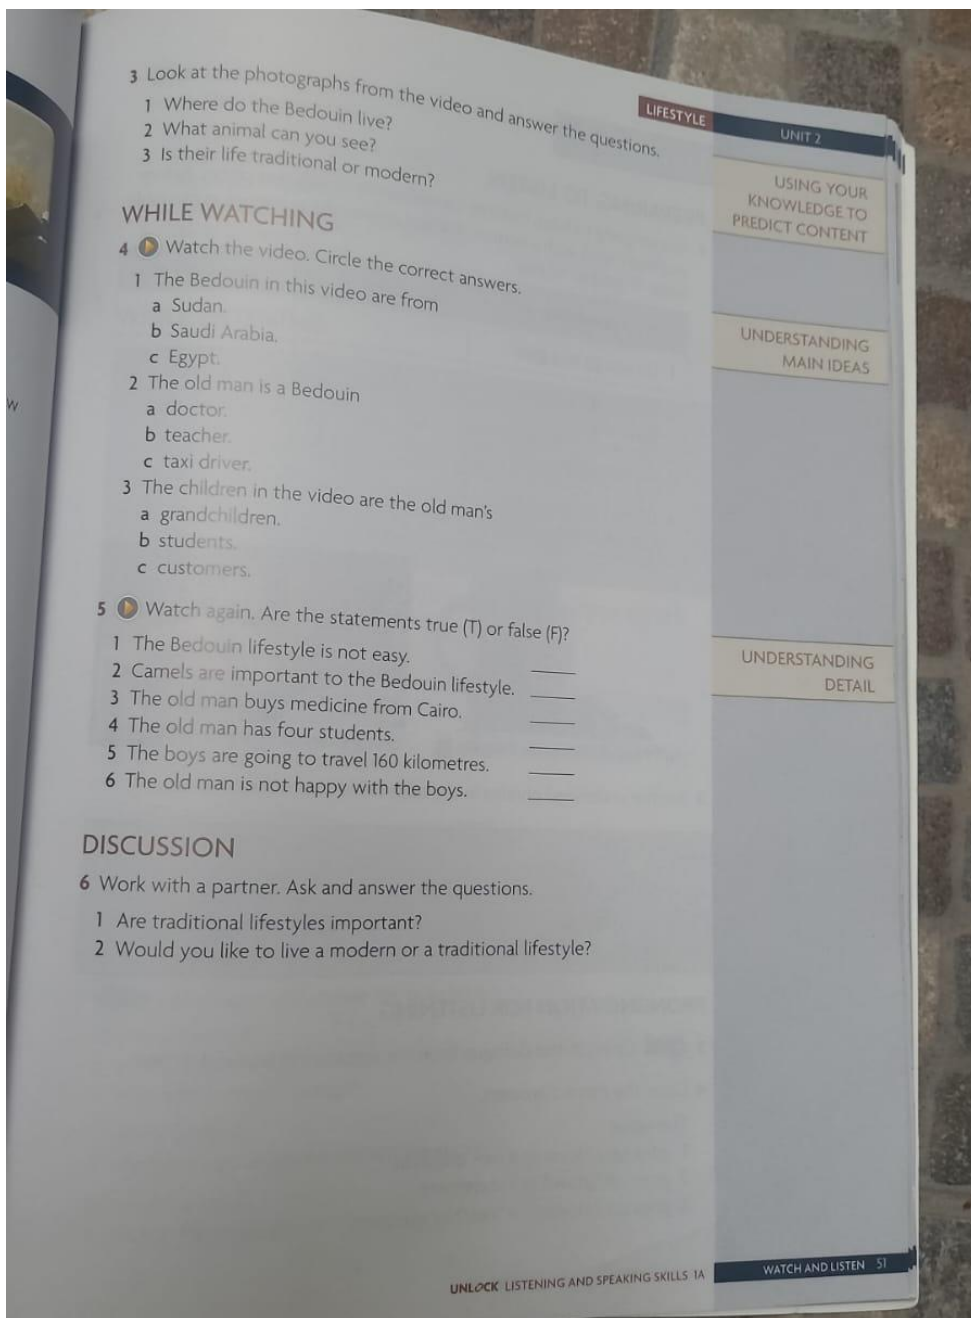 3 Look at the photographs from the video and answer the questions.
1 Where do the Bedouin live?
2 What animal can you see?
3 Is their life traditional or modern?
WHILE WATCHING
4 Watch the video. Circle the correct answers.
1 The Bedouin in this video are from
a Sudan.
b Saudi Arabia.
c Egypt.
2 The old man is a Bedouin
a doctor.
b teacher.
c taxi driver.
3 The children in the video are the old man's
a grandchildren.
b students.
c customers.
5 Watch again. Are the statements true (T) or false (F)?
1 The Bedouin lifestyle is not easy.
2 Camels are important to the Bedouin lifestyle.
3 The old man buys medicine from Cairo.
4 The old man has four students.
5 The boys are going to travel 160 kilometres.
6 The old man is not happy with the boys.
DISCUSSION
6 Work with a partner. Ask and answer the questions.
1 Are traditional lifestyles important?
2 Would you like to live a modern or a traditional lifestyle?
LIFESTYLE
UNIT 2
USING YOUR
KNOWLEDGE TO
PREDICT CONTENT
UNDERSTANDING
MAIN IDEAS
UNDERSTANDING
DETAIL
UNLOCK LISTENING AND SPEAKING SKILLS 1A
WATCH AND LISTEN 51